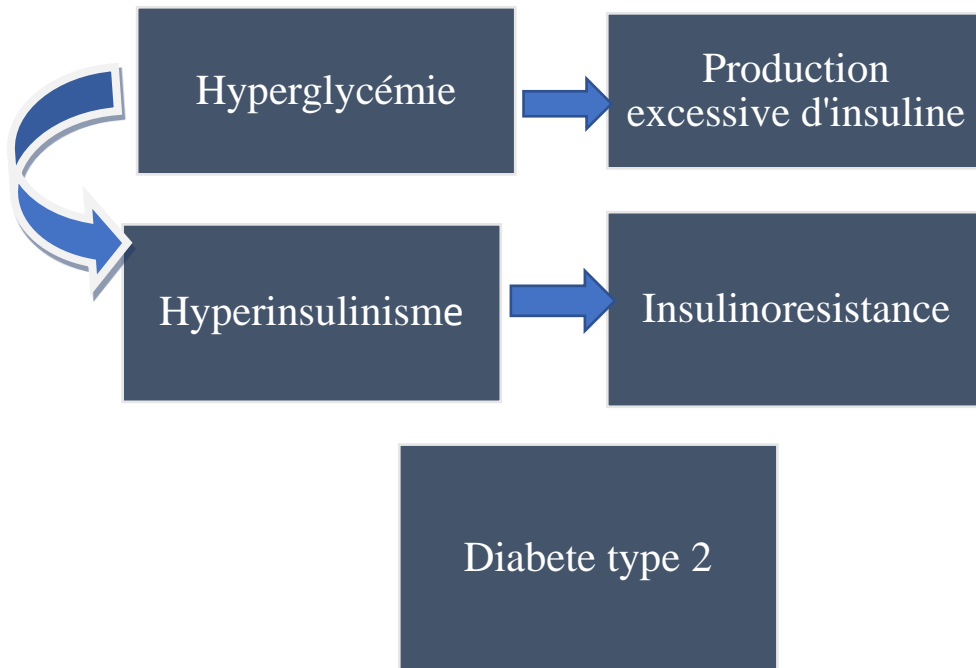 Hyperglycémie
Production
excessive d'insuline
Hyperinsulinisme
Insulinoresistance
Diabete type 2